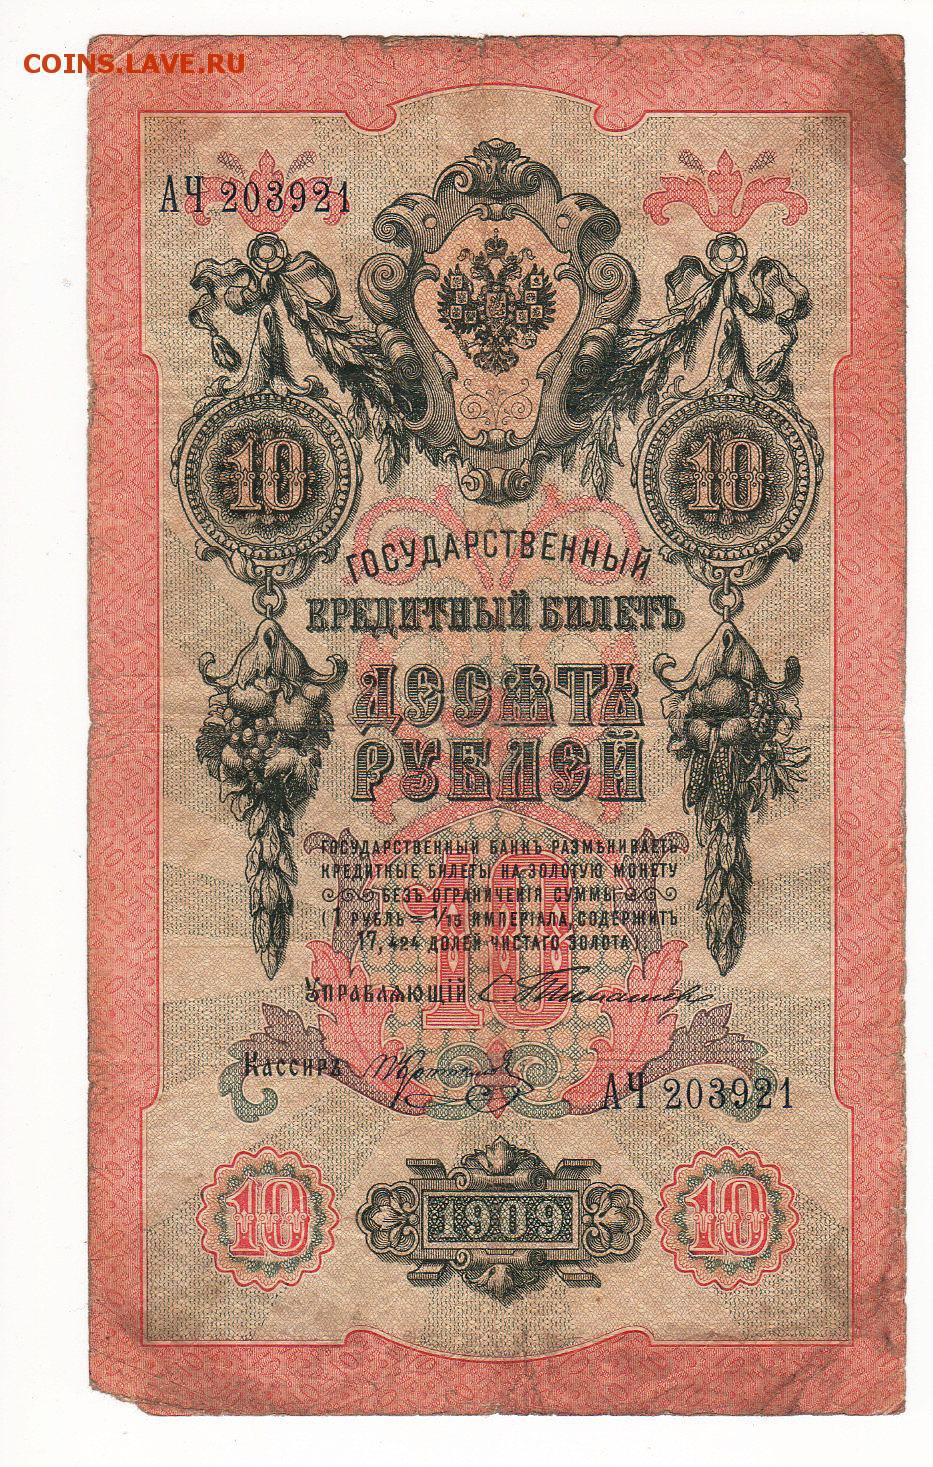 COINS.LAVE.RU
АЧ 203921
10 10
ГОСУДАРСТВЕННЫЙ
КРЕДИТНЫЙ БИЛЕТЪ
ДЕСЯТЬ
РУБЛЕЙ
ГОСУДАРСТВЕННЫЙ БАНКЪ РАЗМѢНИВАЕТЪ
КРЕДИТНЫЕ БИЛЕТЫ НА ЗОЛОТУЮ МОНЕТУ
БЕЗЪ ОГРАНИЧЕНІЯ СУММЫ
(1 РУБЛЬ = 1/15 ИМПЕРІАЛА, СОДЕРЖИТЪ
17,424 ДОЛЕЙ ЧИСТАГО ЗОЛОТА).
10
УПРАВЛЯЮЩІЙ С Тимашевъ
КАССИРЪ
АЧ 203921
10 1909 10